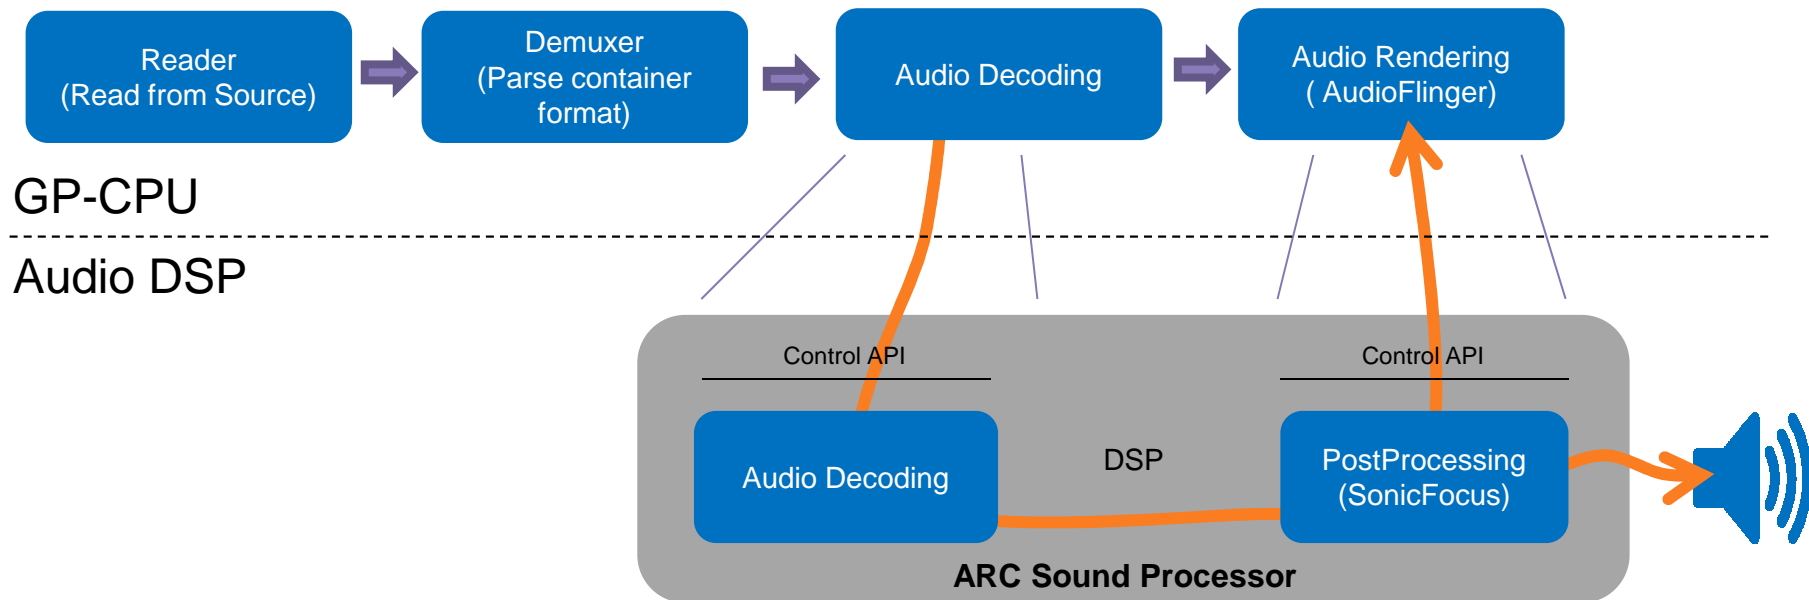 Reader
(Read from Source)
Demuxer
(Parse container
format)
Audio Decoding
Audio Rendering
( AudioFlinger)
GP-CPU
Audio DSP
Control API
Control API
Audio Decoding
DSP
PostProcessing
(SonicFocus)
ARC Sound Processor